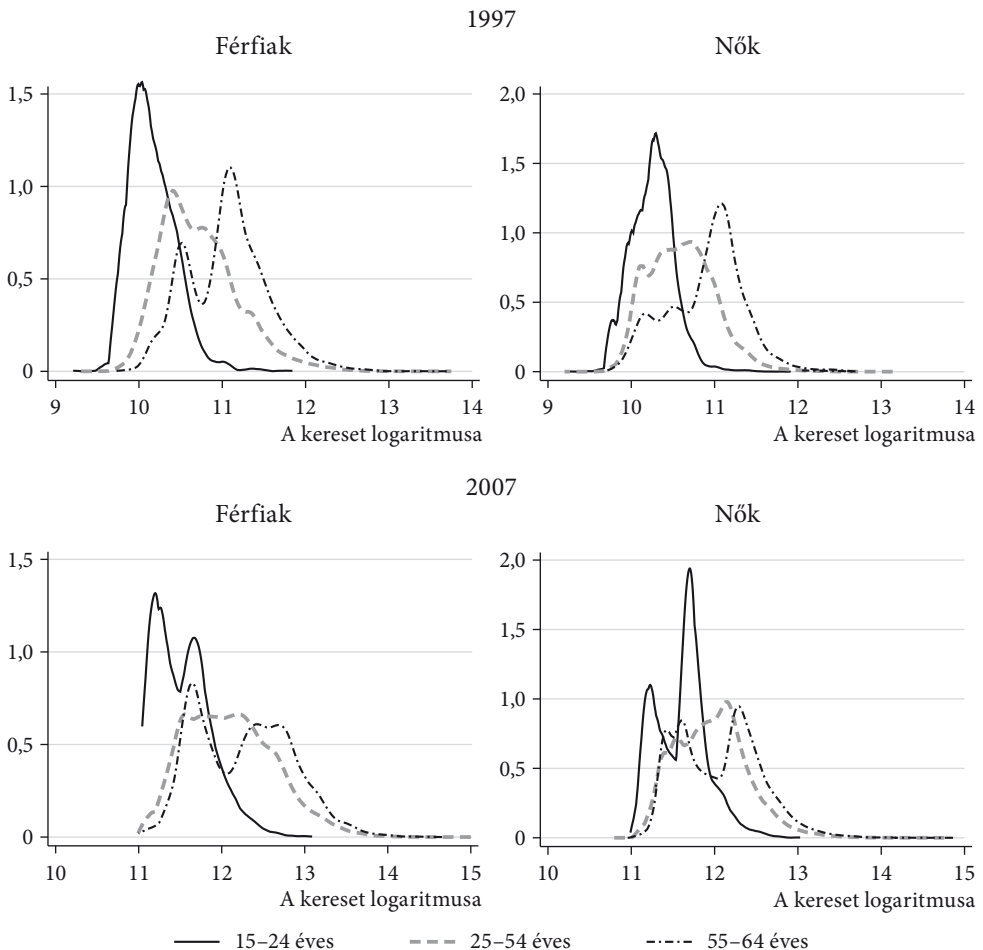 1997
Férfiak
Nők
1,5
1,0
0,5
0
9 10 11 12 13 14
A kereset logaritmusa
2,0
1,5
1,0
0,5
0
9 10 11 12 13 14
A kereset logaritmusa
2007
Férfiak
Nők
1,5
1,0
0,5
0
10 11 12 13 14 15
A kereset logaritmusa
2,0
1,5
1,0
0,5
0
10 11 12 13 14 15
A kereset logaritmusa
15–24 éves 25–54 éves 55–64 éves